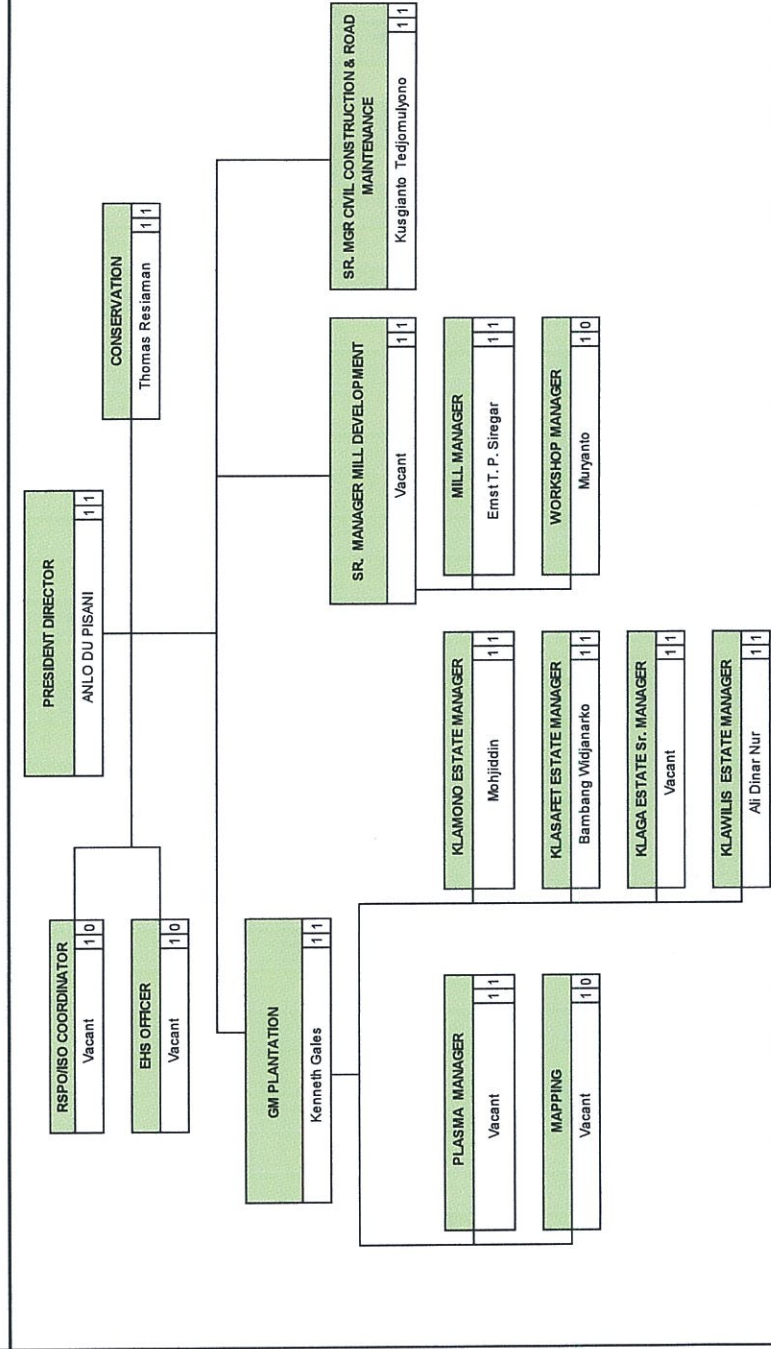 PRESIDENT DIRECTOR
ANLO DU PISANI
1 1
RSPO/ISO COORDINATOR
Vacant
1 0
EHS OFFICER
Vacant
1 0
CONSERVATION
Thomas Resiaman
1 1
GM PLANTATION
Kenneth Gales
1 1
PLASMA MANAGER
Vacant
1 1
MAPPING
Vacant
1 0
KLAMONO ESTATE MANAGER
Mohjiddin
1 1
KLASAFET ESTATE MANAGER
Bambang Widjanarko
1 1
KLAGA ESTATE Sr. MANAGER
Vacant
1 1
KLAWILIS ESTATE MANAGER
Ali Dinar Nur
1 1
SR. MANAGER MILL DEVELOPMENT
Vacant
1 1
MILL MANAGER
Ernst T. P. Siregar
1 1
WORKSHOP MANAGER
Muryanto
1 0
SR. MGR CIVIL CONSTRUCTION & ROAD
MAINTENANCE
Kusgianto Tedjomulyono
1 1